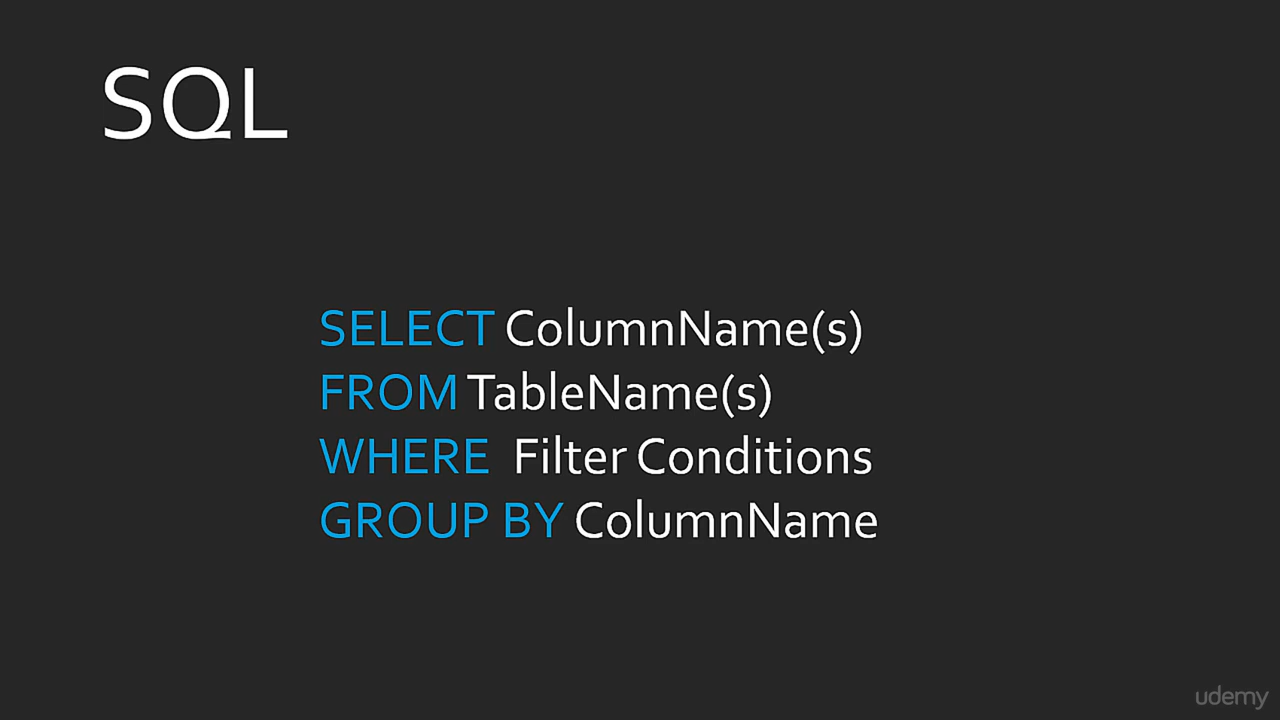 SQL
SELECT ColumnName(s)
FROM TableName(s)
WHERE Filter Conditions
GROUP BY ColumnName
udemy